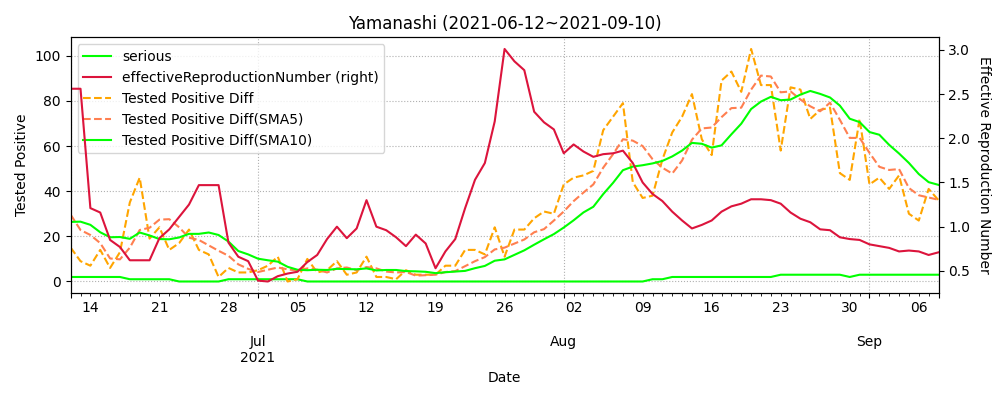 Yamanashi (2021-06-12~2021-09-10)
serious
effectiveReproductionNumber (right)
Tested Positive Diff
Tested Positive Diff(SMA5)
Tested Positive Diff(SMA10)
Tested Positive
100
80
60
40
20
0
Effective Reproduction Number
3.0
2.5
2.0
1.5
1.0
0.5
14 21 28 05 12 19 26 02 09 16 23 30 06
Jul Aug Sep
2021
Date